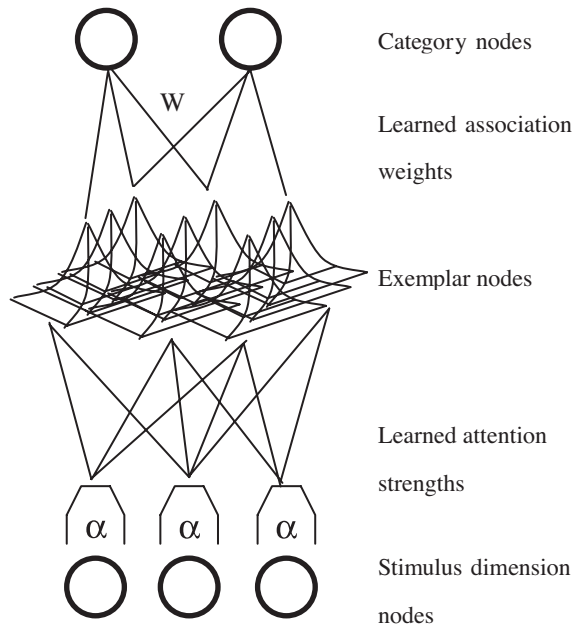 Category nodes
W
Learned association
weights
Exemplar nodes
Learned attention
strengths
α α α
Stimulus dimension
nodes